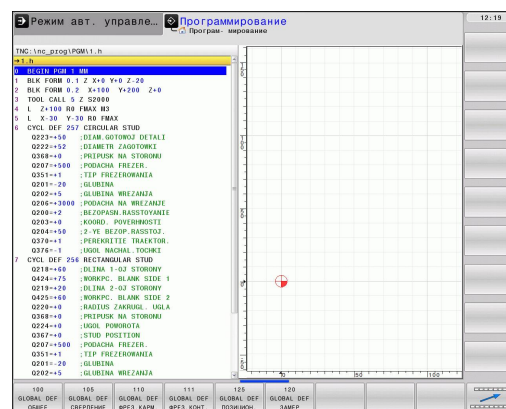 Режим авт. управле…
Программирование
Програм- мирование
12:19
TNC:\nc_prog\PGM\1.h
→1.h
0 BEGIN PGM 1 MM
1 BLK FORM 0.1 Z X+0 Y+0 Z-20
2 BLK FORM 0.2 X+100 Y+200 Z+0
3 TOOL CALL 5 Z S2000
4 L Z+100 R0 FMAX M3
5 L X-30 Y-30 R0 FMAX
6 CYCL DEF 257 CIRCULAR STUD
Q223=+50 ;DIAM.GOTOWOJ DETALI
Q222=+52 ;DIAMETR ZAGOTOWKI
Q368=+0 ;PRIPUSK NA STORONU
Q207=+500 ;PODACHA FREZER.
Q351=+1 ;TIP FREZEROWANIA
Q201=-20 ;GLUBINA
Q202=+5 ;GLUBINA WREZANJA
Q206=+3000 ;PODACHA NA WREZANJE
Q200=+2 ;BEZOPASN.RASSTOYANIE
Q203=+0 ;KOORD. POVERHNOSTI
Q204=+50 ;2-YE BEZOP.RASSTOJ.
Q370=+1 ;PEREKRITIE TRAEKTOR.
Q376=-1 ;UGOL NACHAL.TOCHKI
7 CYCL DEF 256 RECTANGULAR STUD
Q218=+60 ;DLINA 1-OJ STORONY
Q424=+75 ;WORKPC. BLANK SIDE 1
Q219=+20 ;DLINA 2-OJ STORONY
Q425=+60 ;WORKPC. BLANK SIDE 2
Q220=+0 ;RADIUS ZAKRUGL. UGLA
Q368=+0 ;PRIPUSK NA STORONU
Q224=+0 ;UGOL POWOROTA
Q367=+0 ;STUD POSITION
Q207=+500 ;PODACHA FREZER.
Q351=+1 ;TIP FREZEROWANIA
Q201=-20 ;GLUBINA
Q202=+5 ;GLUBINA WREZANJA
0 50 100
100 GLOBAL DEF ОБЩЕЕ
105 GLOBAL DEF СВЕРЛЕНИЕ
110 GLOBAL DEF ФРЕЗ.КАРМ.
111 GLOBAL DEF ФРЕЗ.КОНТ.
125 GLOBAL DEF ПОЗИЦИОН.
120 GLOBAL DEF ЗАМЕР